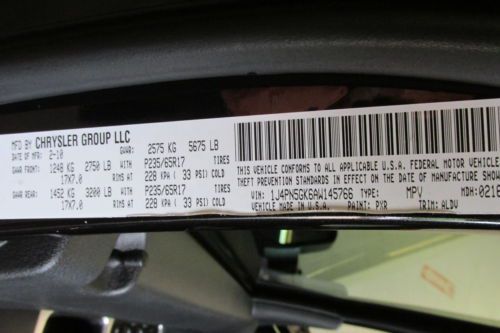 MFD BY CHRYSLER GROUP LLC
DATE OF MFR: 2-10 GVWR: 2575 KG 5675 LB
GAWR FRONT: WITH TIRES
1248 KG 2750 LB P235/65R17
17X7.0 RIMS AT 228 KPA ( 33 PSI) COLD
GAWR REAR: WITH TIRES
1452 KG 3200 LB P235/65R17
17X7.0 RIMS AT 228 KPA ( 33 PSI) COLD
THIS VEHICLE CONFORMS TO ALL APPLICABLE U.S.A. FEDERAL MOTOR VEHICLE
THEFT PREVENTION STANDARDS IN EFFECT ON THE DATE OF MANUFACTURE SHOW
VIN: 1J4PN5GK6AW145766 TYPE: MPV MDH:
VEHICLE MADE IN U.S.A. PAINT: PXR TRIM: ALDV